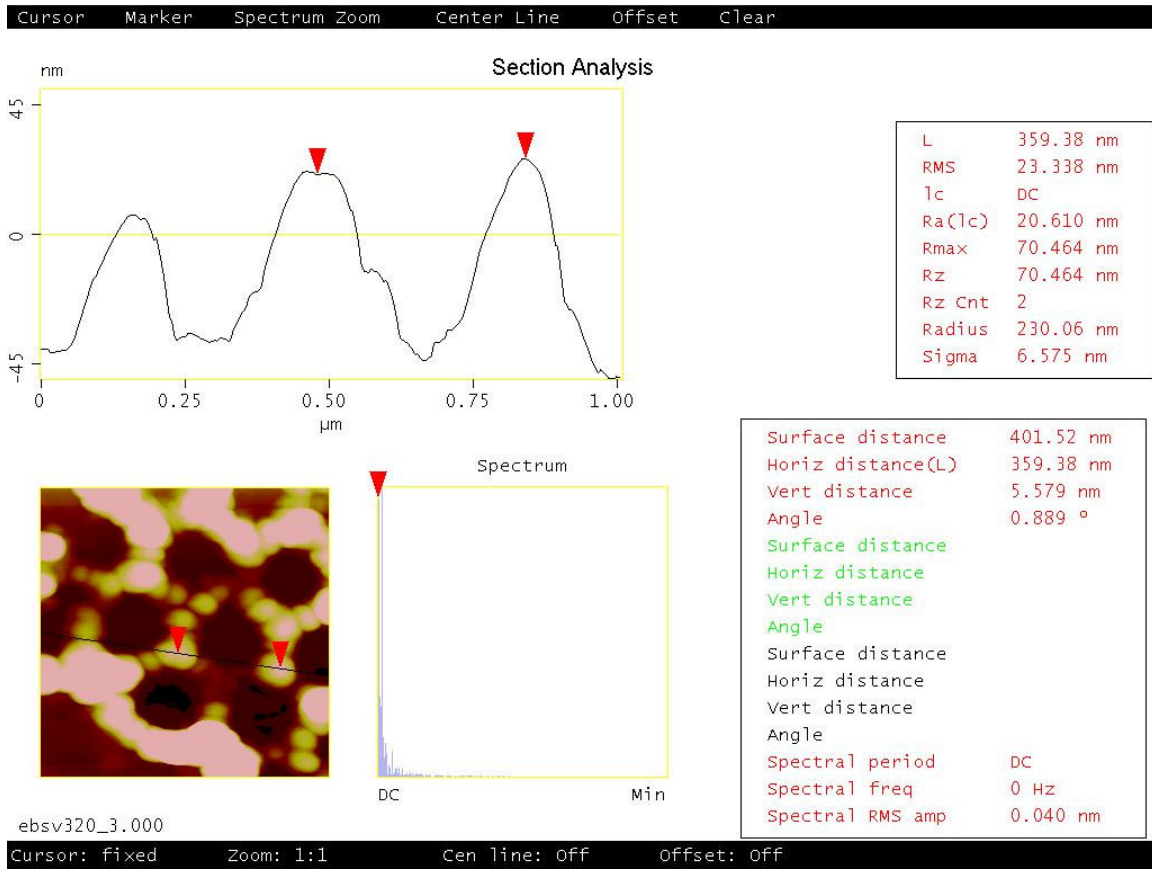 Cursor Marker Spectrum Zoom Center Line Offset Clear
Section Analysis
nm
45
0
-45
0 0.25 0.50 0.75 1.00
µm
L 359.38 nm
RMS 23.338 nm
lc DC
Ra(lc) 20.610 nm
Rmax 70.464 nm
Rz 70.464 nm
Rz Cnt 2
Radius 230.06 nm
Sigma 6.575 nm
Spectrum
DC Min
Surface distance 401.52 nm
Horiz distance(L) 359.38 nm
Vert distance 5.579 nm
Angle 0.889 º
Surface distance
Horiz distance
Vert distance
Angle
Surface distance
Horiz distance
Vert distance
Angle
Spectral period DC
Spectral freq 0 Hz
Spectral RMS amp 0.040 nm
ebsv320_3.000
Cursor: fixed Zoom: 1:1 Cen line: Off Offset: Off